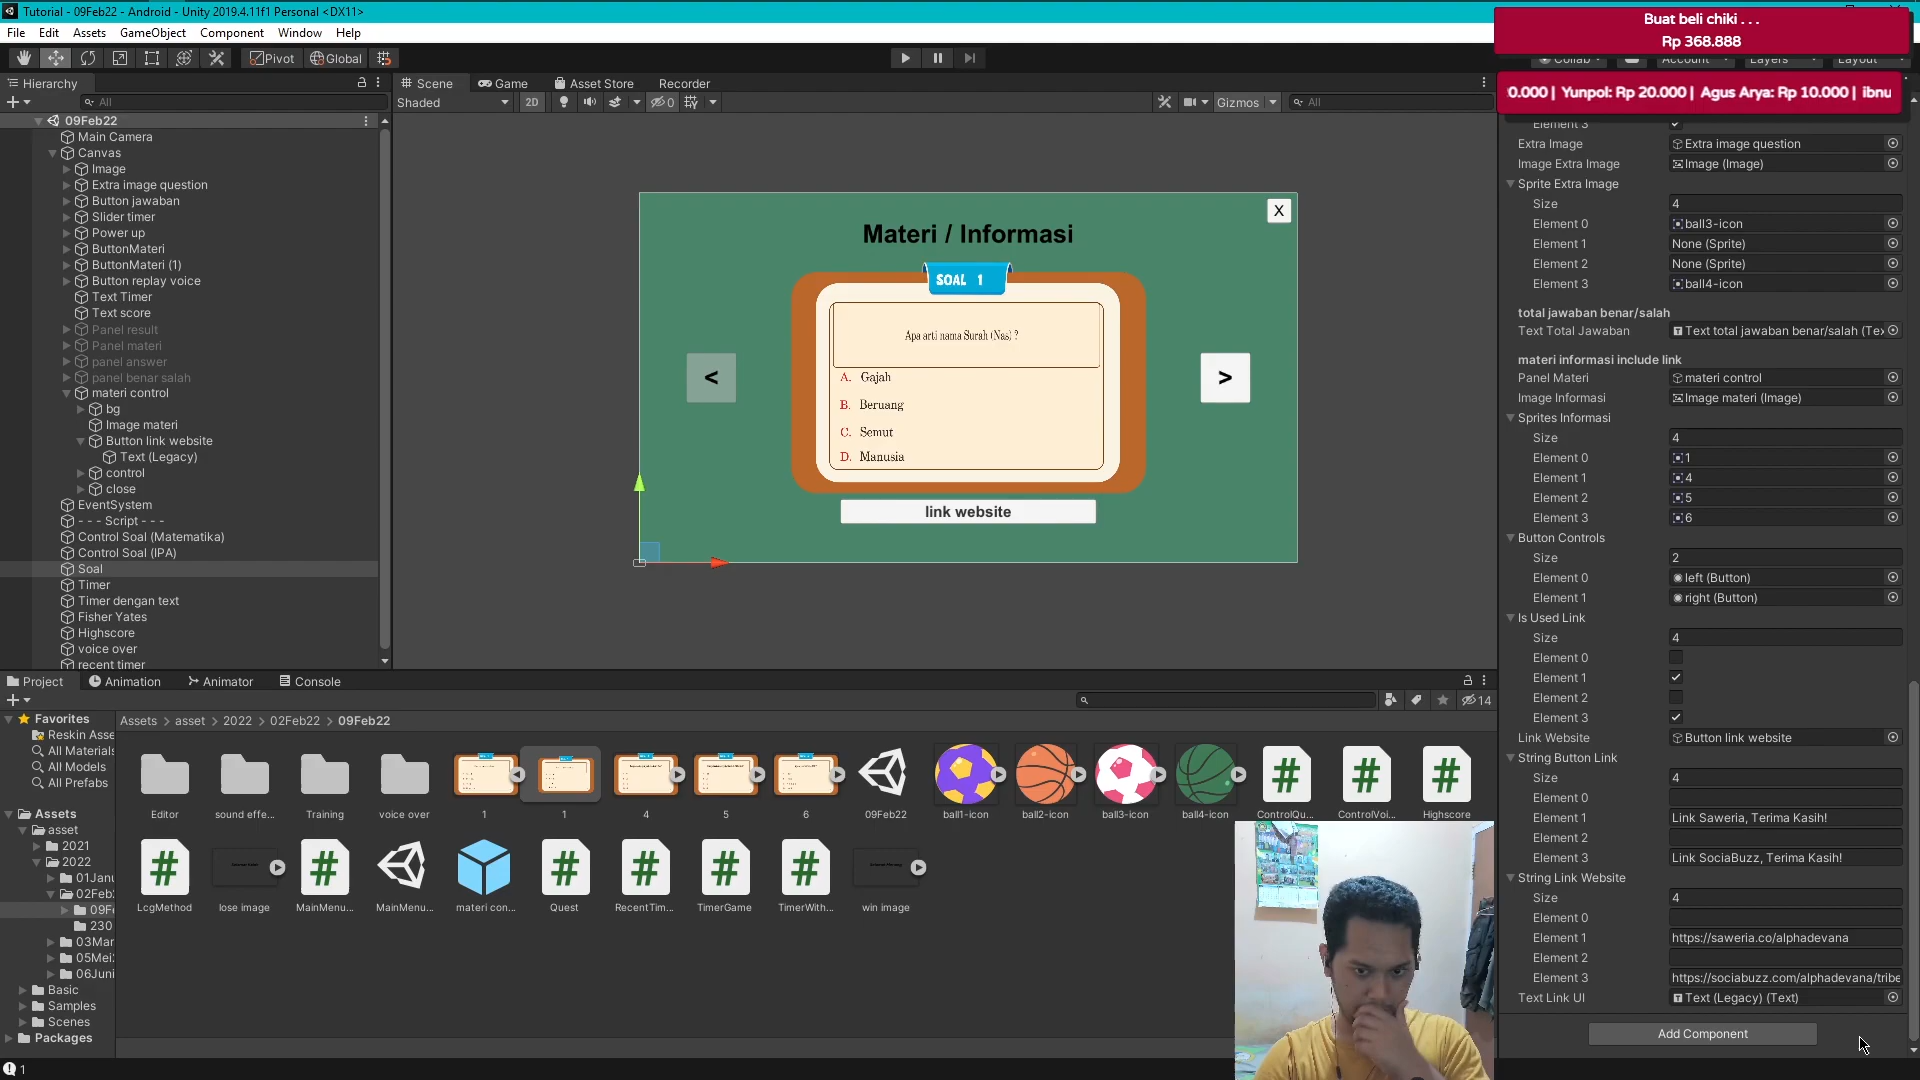 Tutorial - 09Feb22 - Android - Unity 2019.4.11f1 Personal <DX11>
File Edit Assets GameObject Component Window Help
Buat beli chiki . . .
Rp 368.888
Pivot Global
Collab Account Layers Layout
0.000 | Yunpol: Rp 20.000 | Agus Arya: Rp 10.000 | ibnu
Hierarchy
All
09Feb22
Main Camera
Canvas
Image
Extra image question
Button jawaban
Slider timer
Power up
ButtonMateri
ButtonMateri (1)
Button replay voice
Text Timer
Text score
Panel result
Panel materi
panel answer
panel benar salah
materi control
bg
Image materi
Button link website
Text (Legacy)
control
close
EventSystem
- - - Script - - -
Control Soal (Matematika)
Control Soal (IPA)
Soal
Timer
Timer dengan text
Fisher Yates
Highscore
voice over
recent timer
Scene Game Asset Store Recorder
Shaded 2D 0 Gizmos All
X
Materi / Informasi
SOAL 1
Apa arti nama Surah (Nas) ?
A. Gajah
B. Beruang
C. Semut
D. Manusia
<
>
link website
Element 3
Extra Image Extra image question
Image Extra Image Image (Image)
Sprite Extra Image
Size 4
Element 0 ball3-icon
Element 1 None (Sprite)
Element 2 None (Sprite)
Element 3 ball4-icon
total jawaban benar/salah
Text Total Jawaban Text total jawaban benar/salah (Tex
materi informasi include link
Panel Materi materi control
Image Informasi Image materi (Image)
Sprites Informasi
Size 4
Element 0 1
Element 1 4
Element 2 5
Element 3 6
Button Controls
Size 2
Element 0 left (Button)
Element 1 right (Button)
Is Used Link
Size 4
Element 0
Element 1
Element 2
Element 3
Link Website Button link website
String Button Link
Size 4
Element 0
Element 1 Link Saweria, Terima Kasih!
Element 2
Element 3 Link SociaBuzz, Terima Kasih!
String Link Website
Size 4
Element 0
Element 1 https://saweria.co/alphadevana
Element 2
Element 3 https://sociabuzz.com/alphadevana/tribe
Text Link UI Text (Legacy) (Text)
Add Component
Project Animation Animator Console
14
Favorites
Reskin Asse
All Materials
All Models
All Prefabs
Assets
asset
2021
2022
01Janu
02Feb2
09Fe
230
03Mar
05Mei2
06Juni
Basic
Samples
Scenes
Packages
Assets > asset > 2022 > 02Feb22 > 09Feb22
Editor sound effe... Training voice over 1 1 4 5 6 09Feb22 ball1-icon ball2-icon ball3-icon ball4-icon ControlQu... ControlVoi... Highscore
LcgMethod lose image MainMenu... MainMenu... materi con... Quest RecentTim... TimerGame TimerWith... win image
1